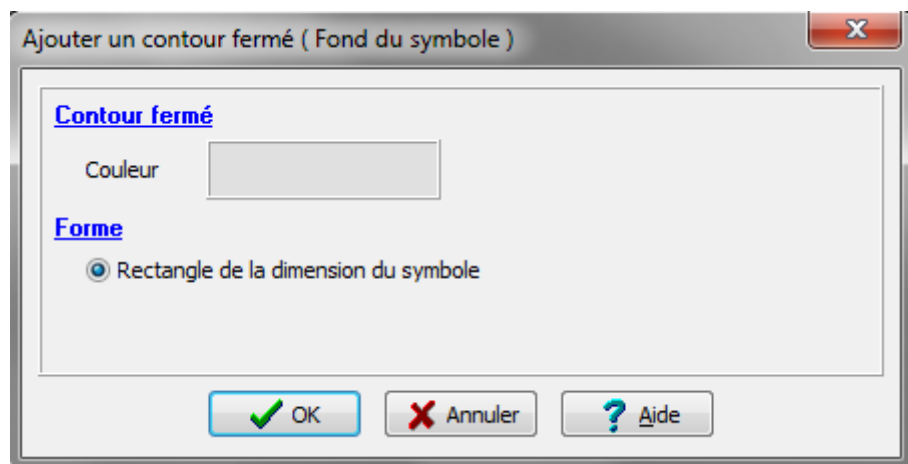 Ajouter un contour fermé ( Fond du symbole )
Contour fermé
Couleur
Forme
Rectangle de la dimension du symbole
OK Annuler Aide